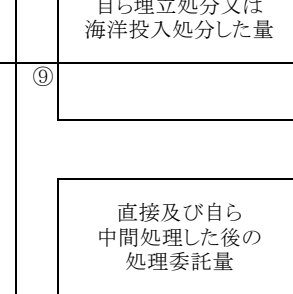 自ら埋立処分又は
海洋投入処分した量
⑨
直接及び自ら
中間処理した後の
処理委託量